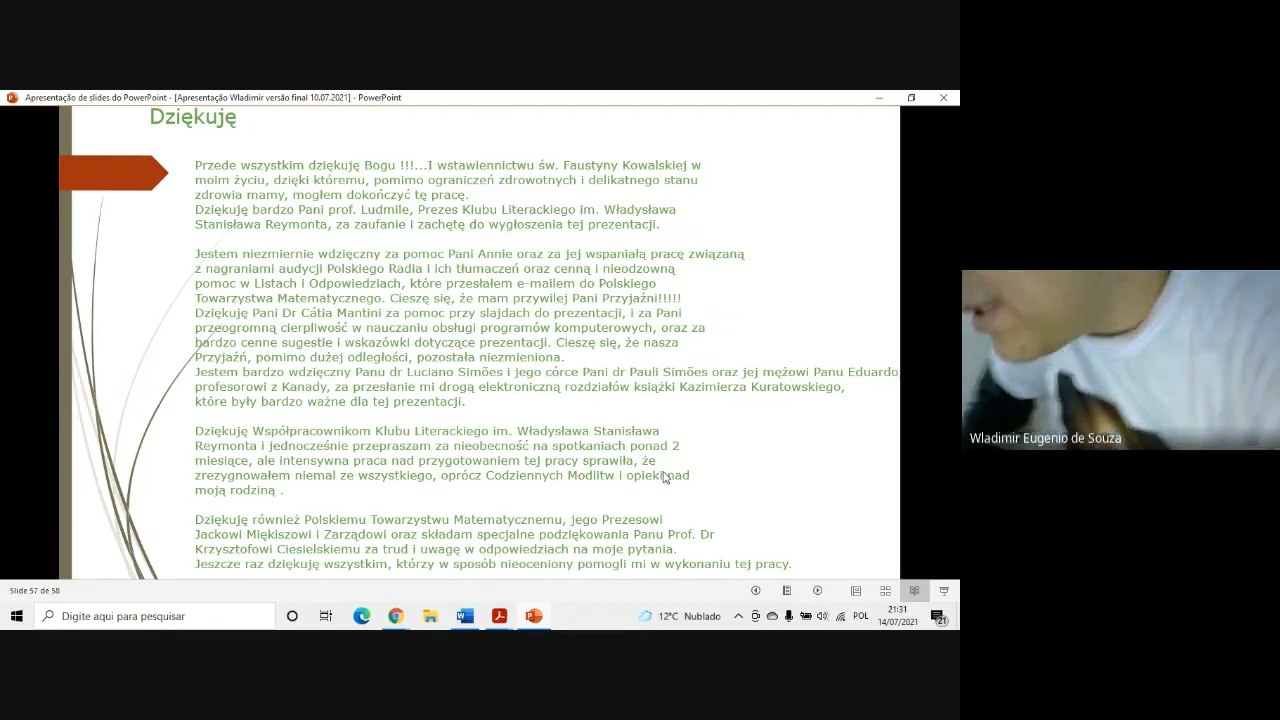 Apresentação de slides do PowerPoint - [Apresentação Wladimir versão final 10.07.2021] - PowerPoint
Dziękuję
Przede wszystkim dziękuję Bogu !!!...I wstawiennictwu św. Faustyny Kowalskiej w
moim życiu, dzięki któremu, pomimo ograniczeń zdrowotnych i delikatnego stanu
zdrowia mamy, mogłem dokończyć tę pracę.
Dziękuję bardzo Pani prof. Ludmile, Prezes Klubu Literackiego im. Władysława
Stanisława Reymonta, za zaufanie i zachętę do wygłoszenia tej prezentacji.
Jestem niezmiernie wdzięczny za pomoc Pani Annie oraz za jej wspaniałą pracę związaną
z nagraniami audycji Polskiego Radia i ich tłumaczeń oraz cenną i nieodzowną
pomoc w Listach i Odpowiedziach, które przesłałem e-mailem do Polskiego
Towarzystwa Matematycznego. Cieszę się, że mam przywilej Pani Przyjaźni!!!!!
Dziękuję Pani Dr Cátia Mantini za pomoc przy slajdach do prezentacji, i za Pani
przeogromną cierpliwość w nauczaniu obsługi programów komputerowych, oraz za
bardzo cenne sugestie i wskazówki dotyczące prezentacji. Cieszę się, że nasza
Przyjaźń, pomimo dużej odległości, pozostała niezmieniona.
Jestem bardzo wdzięczny Panu dr Luciano Simões i jego córce Pani dr Pauli Simões oraz jej mężowi Panu Eduardo,
profesorowi z Kanady, za przesłanie mi drogą elektroniczną rozdziałów książki Kazimierza Kuratowskiego,
które były bardzo ważne dla tej prezentacji.
Dziękuję Współpracownikom Klubu Literackiego im. Władysława Stanisława
Reymonta i jednocześnie przepraszam za nieobecność na spotkaniach ponad 2
miesiące, ale intensywna praca nad przygotowaniem tej pracy sprawiła, że
zrezygnowałem niemal ze wszystkiego, oprócz Codziennych Modlitw i opieki nad
moją rodziną .
Dziękuję również Polskiemu Towarzystwu Matematycznemu, jego Prezesowi
Jackowi Miękiszowi i Zarządowi oraz składam specjalne podziękowania Panu Prof. Dr
Krzysztofowi Ciesielskiemu za trud i uwagę w odpowiedziach na moje pytania.
Jeszcze raz dziękuję wszystkim, którzy w sposób nieoceniony pomogli mi w wykonaniu tej pracy.
Wladimir Eugenio de Souza
Slide 57 de 58
Digite aqui para pesquisar
12°C Nublado
POL
21:31
14/07/2021
21